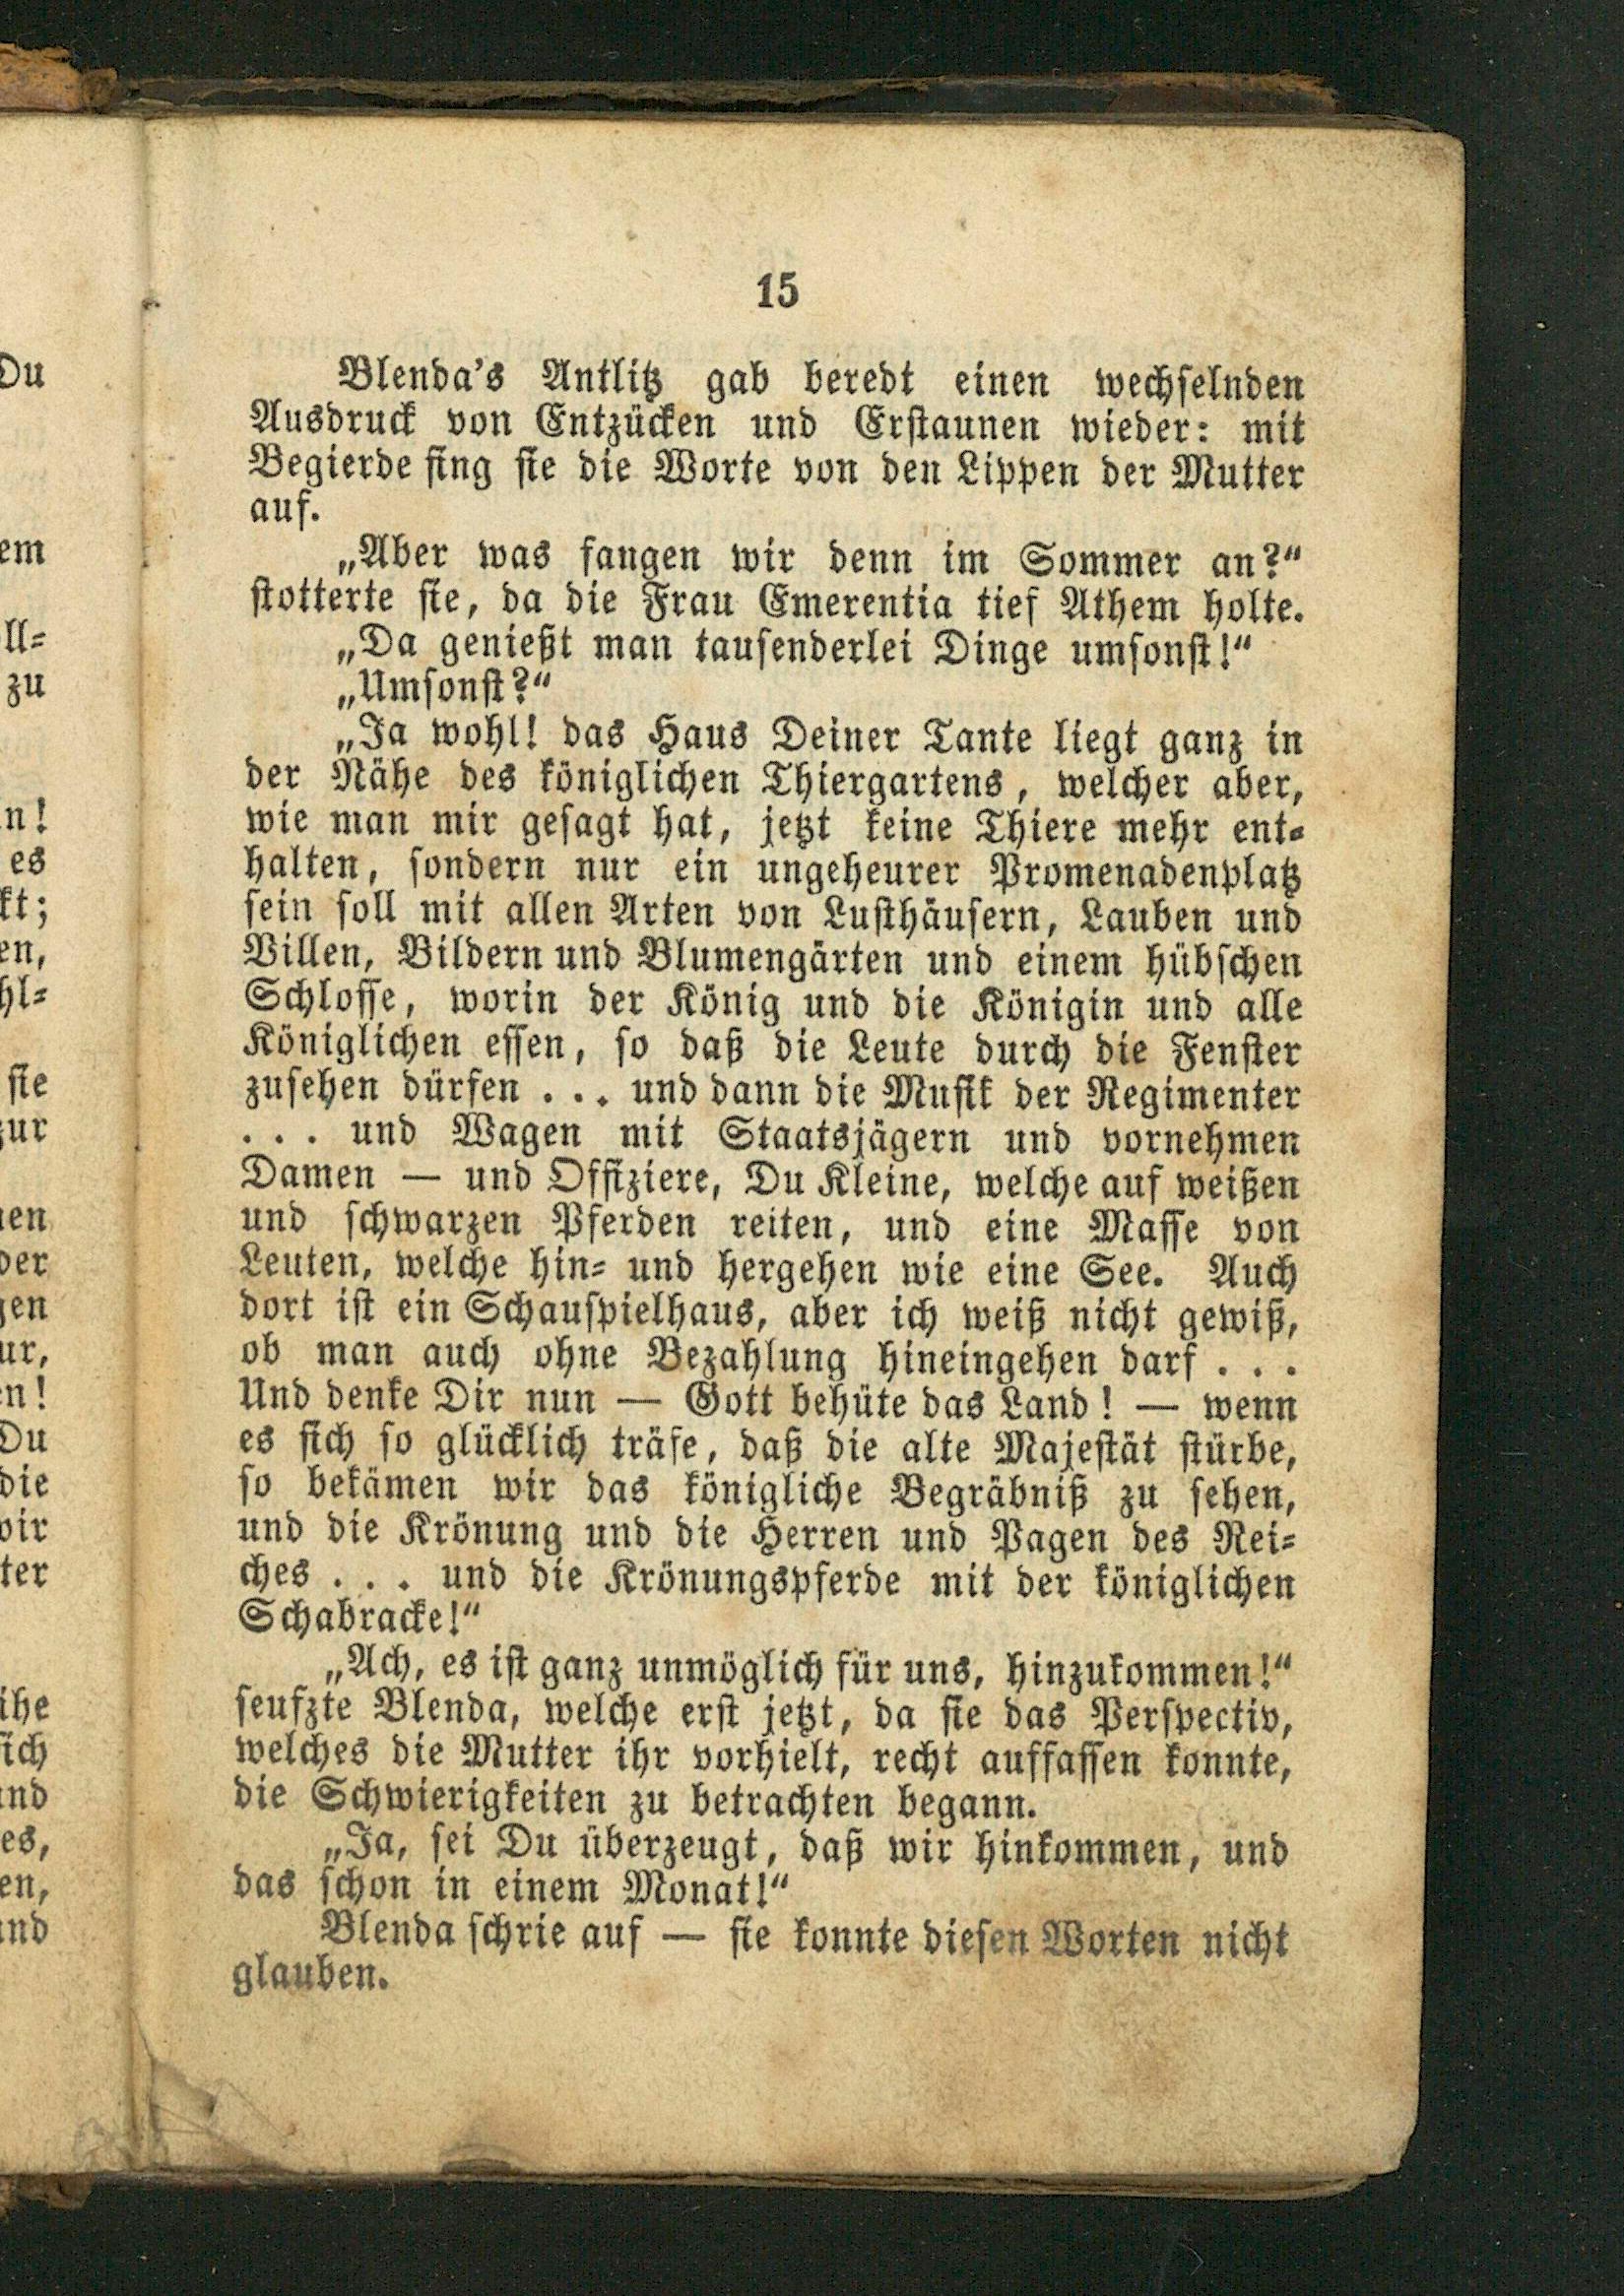 15
Blenda's Antlitz gab beredt einen wechselnden
Ausdruck von Entzücken und Erstaunen wieder: mit
Begierde fing sie die Worte von den Lippen der Mutter
auf.
„Aber was fangen wir denn im Sommer an?“
stotterte sie, da die Frau Emerentia tief Athem holte.
„Da genießt man tausenderlei Dinge umsonst!“
„Umsonst?“
„Ja wohl! das Haus Deiner Tante liegt ganz in
der Nähe des königlichen Thiergartens, welcher aber,
wie man mir gesagt hat, jetzt keine Thiere mehr ent-
halten, sondern nur ein ungeheurer Promenadenplatz
sein soll mit allen Arten von Lusthäusern, Lauben und
Villen, Bildern und Blumengärten und einem hübschen
Schlosse, worin der König und die Königin und alle
Königlichen essen, so daß die Leute durch die Fenster
zusehen dürfen . . . und dann die Musik der Regimenter
. . . und Wagen mit Staatsjägern und vornehmen
Damen — und Offiziere, Du Kleine, welche auf weißen
und schwarzen Pferden reiten, und eine Masse von
Leuten, welche hin- und hergehen wie eine See. Auch
dort ist ein Schauspielhaus, aber ich weiß nicht gewiß,
ob man auch ohne Bezahlung hineingehen darf . . .
Und denke Dir nun — Gott behüte das Land! — wenn
es sich so glücklich träfe, daß die alte Majestät stürbe,
so bekämen wir das königliche Begräbniß zu sehen,
und die Krönung und die Herren und Pagen des Rei-
ches . . . und die Krönungspferde mit der königlichen
Schabracke!“
„Ach, es ist ganz unmöglich für uns, hinzukommen!“
seufzte Blenda, welche erst jetzt, da sie das Perspectiv,
welches die Mutter ihr vorhielt, recht auffassen konnte,
die Schwierigkeiten zu betrachten begann.
„Ja, sei Du überzeugt, daß wir hinkommen, und
das schon in einem Monat!“
Blenda schrie auf — sie konnte diesen Worten nicht
glauben.